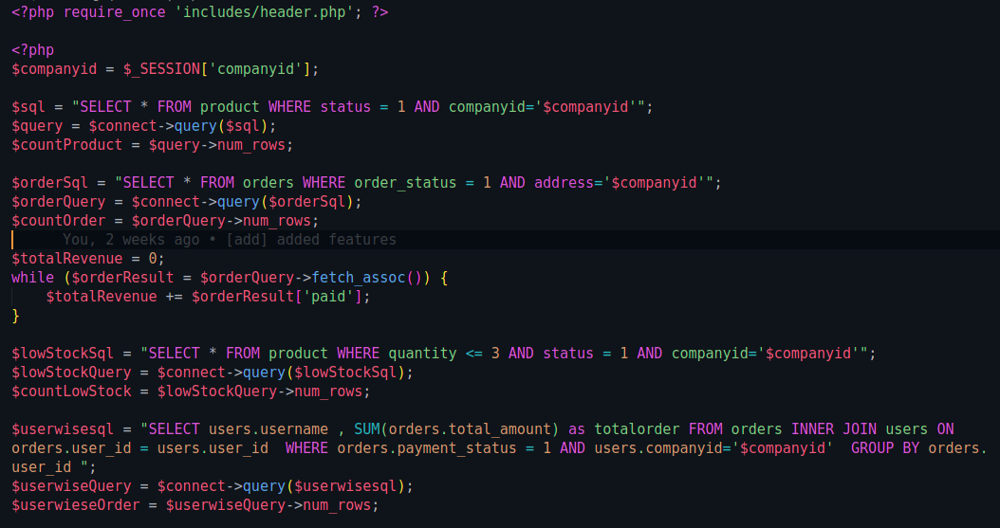 <?php require_once 'includes/header.php'; ?>
<?php
$companyid = $_SESSION['companyid'];
$sql = "SELECT * FROM product WHERE status = 1 AND companyid='$companyid'";
$query = $connect->query($sql);
$countProduct = $query->num_rows;
$orderSql = "SELECT * FROM orders WHERE order_status = 1 AND address='$companyid'";
$orderQuery = $connect->query($orderSql);
$countOrder = $orderQuery->num_rows;
You, 2 weeks ago • [add] added features
$totalRevenue = 0;
while ($orderResult = $orderQuery->fetch_assoc()) {
    $totalRevenue += $orderResult['paid'];
}
$lowStockSql = "SELECT * FROM product WHERE quantity <= 3 AND status = 1 AND companyid='$companyid'";
$lowStockQuery = $connect->query($lowStockSql);
$countLowStock = $lowStockQuery->num_rows;
$userwisesql = "SELECT users.username , SUM(orders.total_amount) as totalorder FROM orders INNER JOIN users ON
orders.user_id = users.user_id  WHERE orders.payment_status = 1 AND users.companyid='$companyid'  GROUP BY orders.
user_id ";
$userwiseQuery = $connect->query($userwisesql);
$userwieseOrder = $userwiseQuery->num_rows;